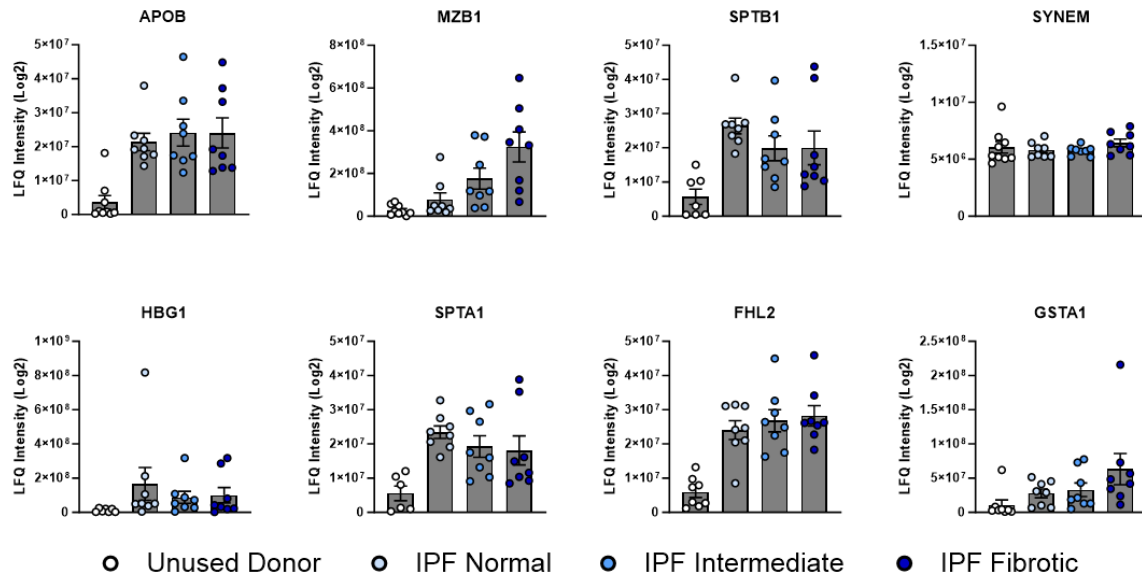 APOB
LFQ Intensity (Log2)
5×10⁷
4×10⁷
3×10⁷
2×10⁷
1×10⁷
0
MZB1
LFQ Intensity (Log2)
8×10⁸
6×10⁸
4×10⁸
2×10⁸
0
SPTB1
LFQ Intensity (Log2)
5×10⁷
4×10⁷
3×10⁷
2×10⁷
1×10⁷
0
SYNEM
LFQ Intensity (Log2)
1.5×10⁷
1×10⁷
5×10⁶
0
HBG1
LFQ Intensity (Log2)
1×10⁹
8×10⁸
6×10⁸
4×10⁸
2×10⁸
0
SPTA1
LFQ Intensity (Log2)
5×10⁷
4×10⁷
3×10⁷
2×10⁷
1×10⁷
0
FHL2
LFQ Intensity (Log2)
5×10⁷
4×10⁷
3×10⁷
2×10⁷
1×10⁷
0
GSTA1
LFQ Intensity (Log2)
2.5×10⁸
2×10⁸
1.5×10⁸
1×10⁸
5×10⁷
0
Unused Donor IPF Normal IPF Intermediate IPF Fibrotic